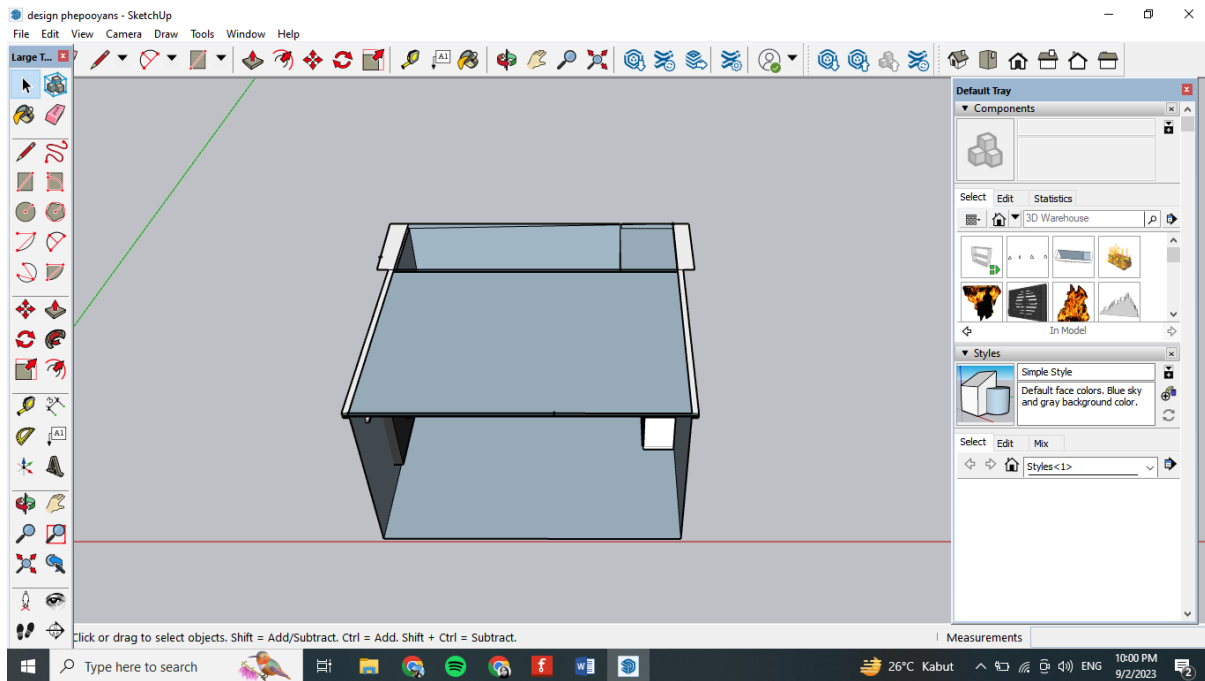 design phepooyans - SketchUp
File Edit View Camera Draw Tools Window Help
Large T...
A1
Default Tray
Components
Select Edit Statistics
3D Warehouse
In Model
Styles
Simple Style
Default face colors. Blue sky
and gray background color.
Select Edit Mix
Styles<1>
A1
Click or drag to select objects. Shift = Add/Subtract. Ctrl = Add. Shift + Ctrl = Subtract.
Measurements
Type here to search
26°C Kabut
ENG
10:00 PM
9/2/2023
2